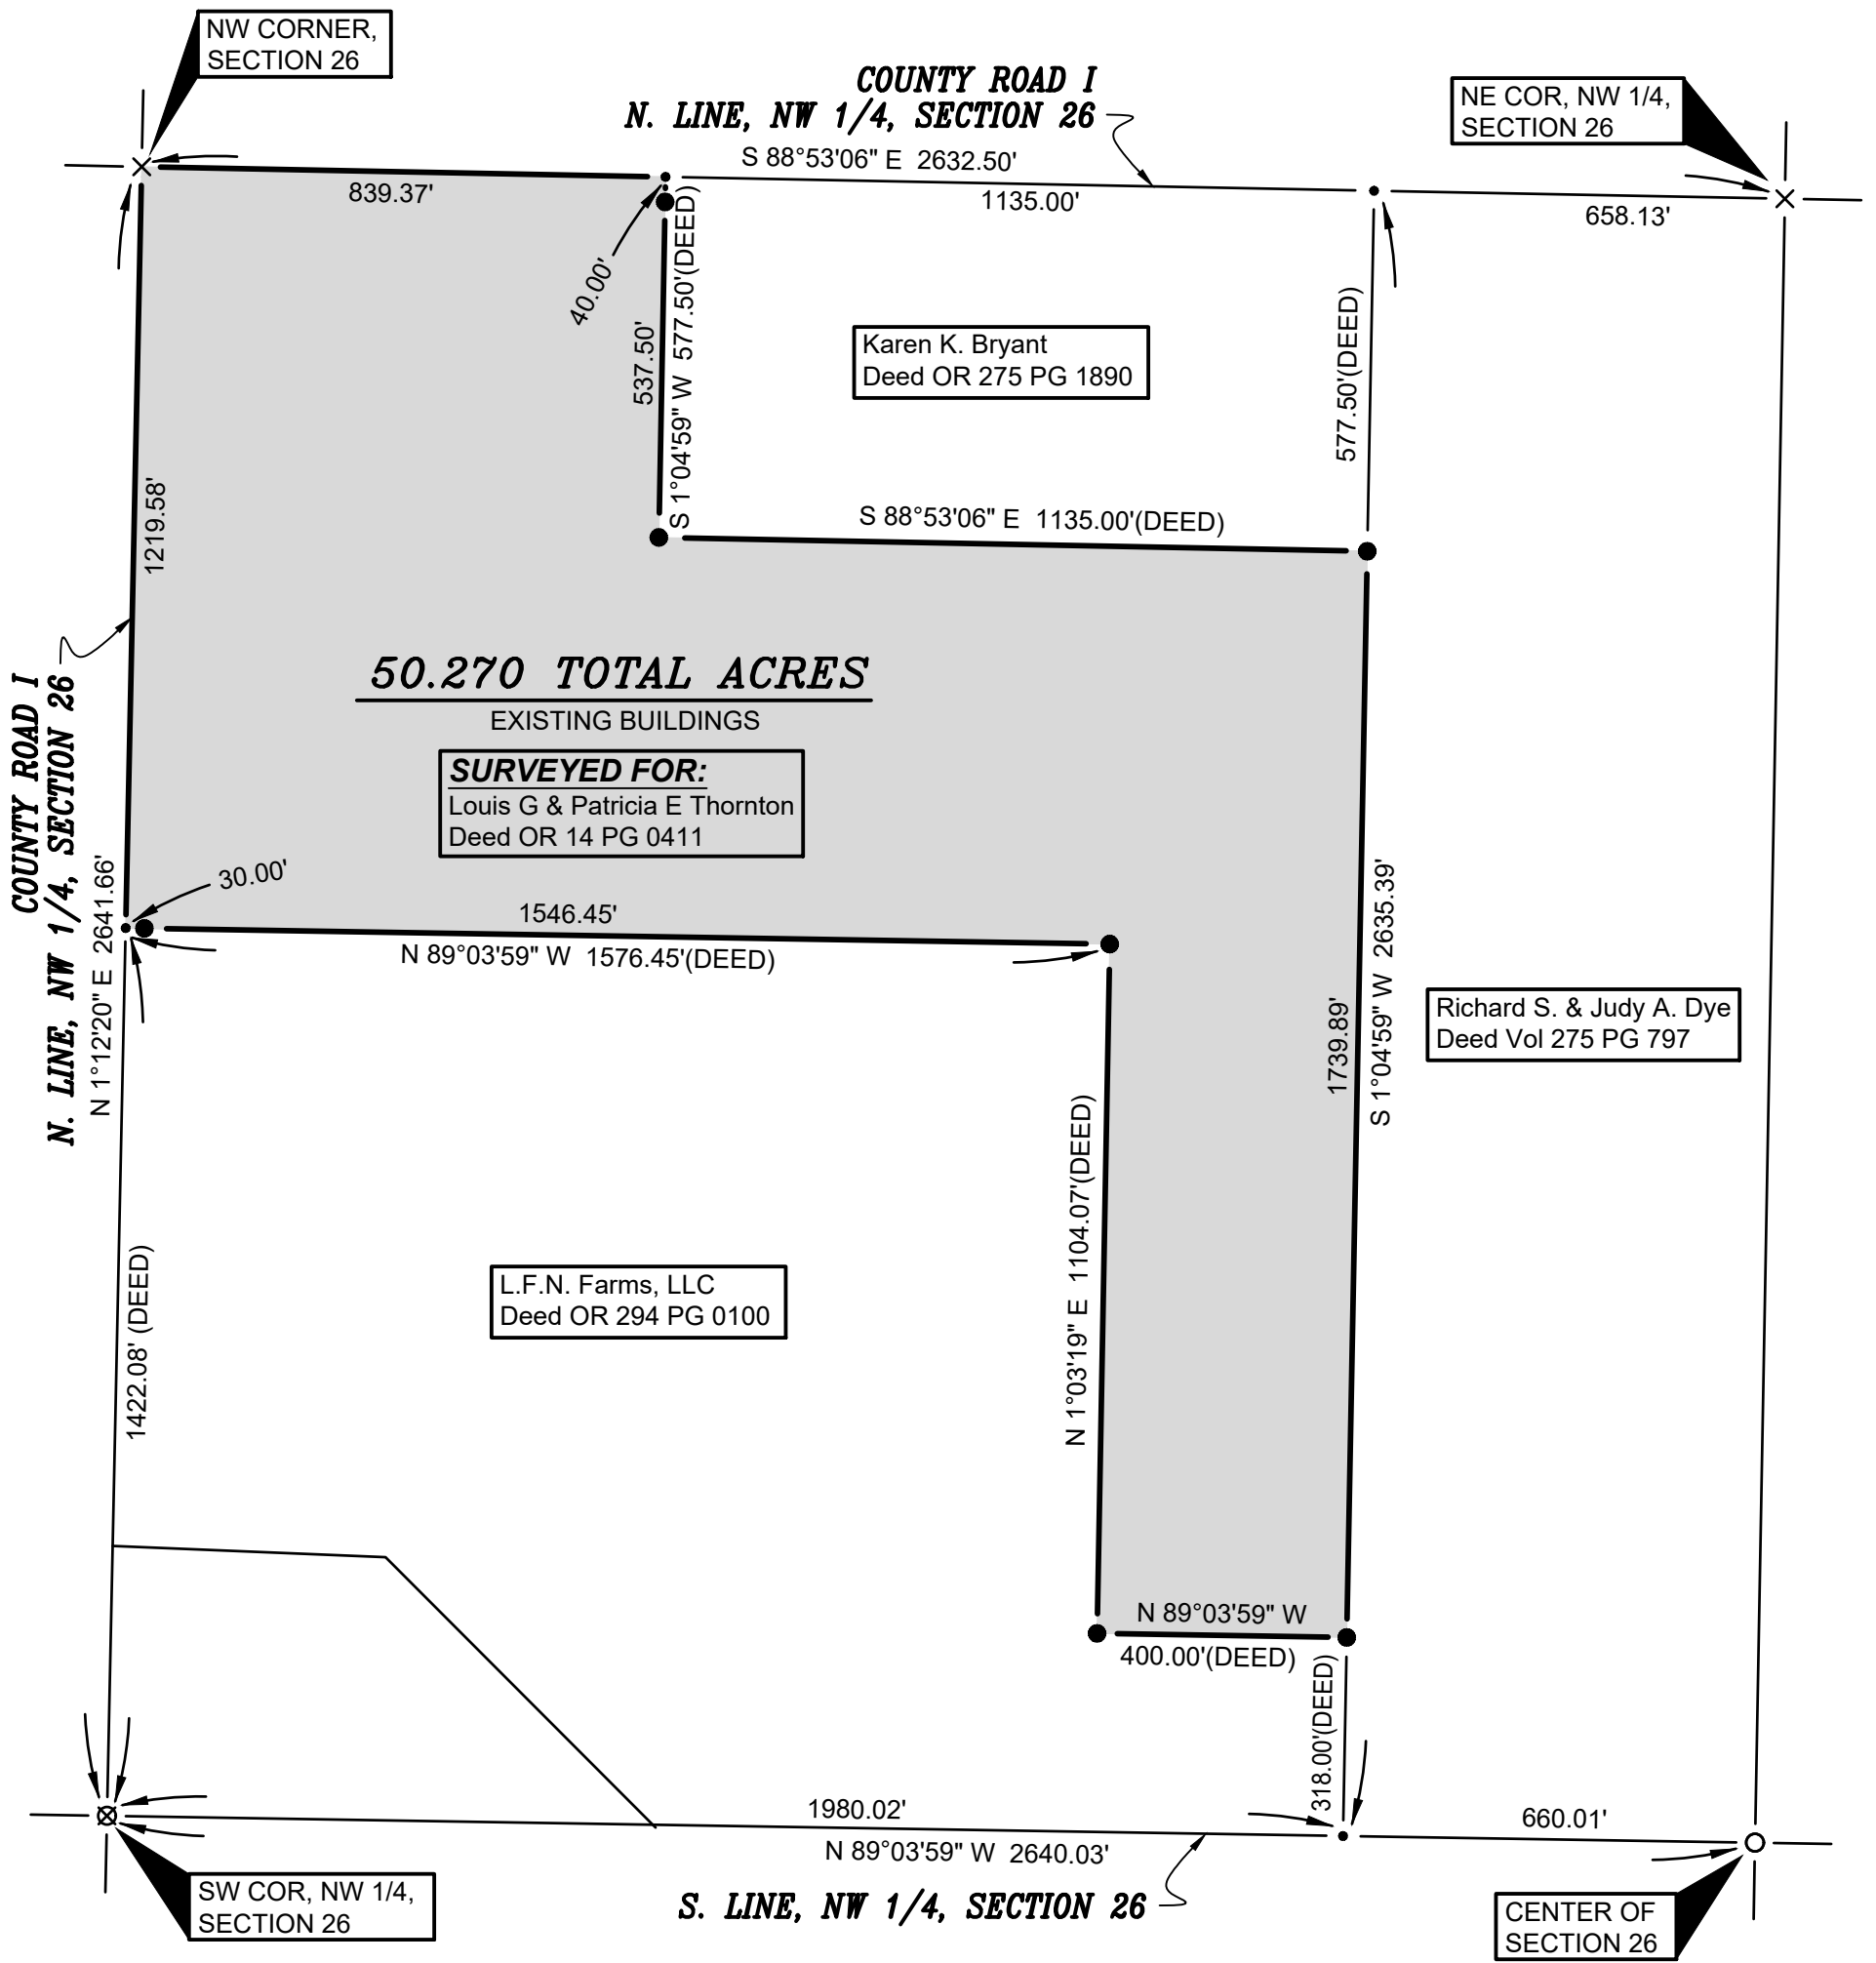 NW CORNER,
SECTION 26
COUNTY ROAD I
N. LINE, NW 1/4, SECTION 26
NE COR, NW 1/4,
SECTION 26
S 88°53'06" E 2632.50'
839.37'
1135.00'
658.13'
40.00'
537.50'
S 1°04'59" W 577.50'(DEED)
Karen K. Bryant
Deed OR 275 PG 1890
577.50'(DEED)
1219.58'
S 88°53'06" E 1135.00'(DEED)
COUNTY ROAD I
N. LINE, NW 1/4, SECTION 26
N 1°12'20" E 2641.66'
50.270 TOTAL ACRES
EXISTING BUILDINGS
SURVEYED FOR:
Louis G & Patricia E Thornton
Deed OR 14 PG 0411
30.00'
1546.45'
N 89°03'59" W 1576.45'(DEED)
1739.89'
S 1°04'59" W 2635.39'
Richard S. & Judy A. Dye
Deed Vol 275 PG 797
N 1°03'19" E 1104.07'(DEED)
1422.08' (DEED)
L.F.N. Farms, LLC
Deed OR 294 PG 0100
N 89°03'59" W
400.00'(DEED)
318.00'(DEED)
1980.02'
660.01'
N 89°03'59" W 2640.03'
S. LINE, NW 1/4, SECTION 26
SW COR, NW 1/4,
SECTION 26
CENTER OF
SECTION 26